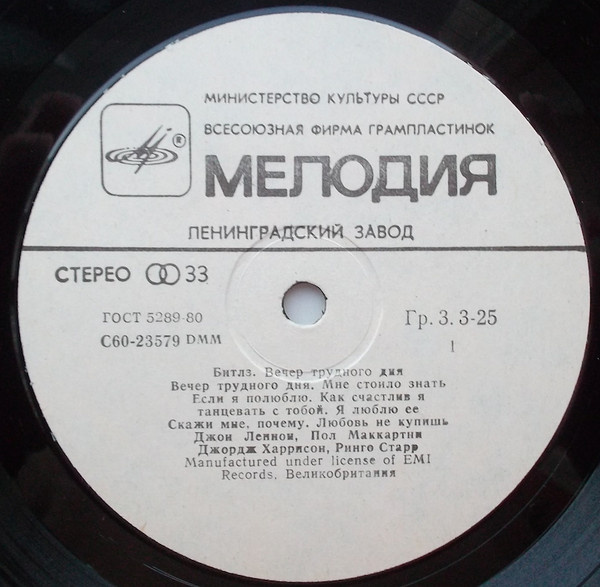 МИНИСТЕРСТВО КУЛЬТУРЫ СССР
ВСЕСОЮЗНАЯ ФИРМА ГРАМПЛАСТИНОК
®
МЕЛОДИЯ
ЛЕНИНГРАДСКИЙ ЗАВОД
СТЕРЕО 33
ГОСТ 5289-80
Гр. 3. 3-25
С60-23579 DMM
1
Битлз. Вечер трудного дня
Вечер трудного дня. Мне стоило знать
Если я полюблю. Как счастлив я
танцевать с тобой. Я люблю ее
Скажи мне, почему. Любовь не купишь
Джон Леннон, Пол Маккартни
Джордж Харрисон, Ринго Старр
Manufactured under license of EMI
Records, Великобритания